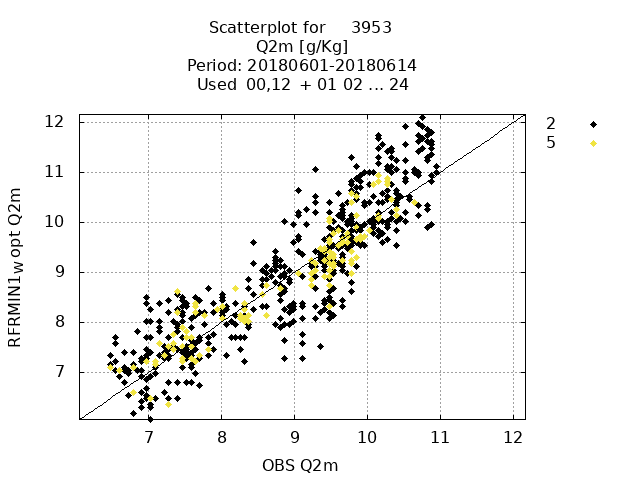 Scatterplot for 3953
Q2m [g/Kg]
Period: 20180601-20180614
Used 00,12 + 01 02 ... 24
2
5
12
11
10
9
8
7
RFRMIN1w opt Q2m
7 8 9 10 11 12
OBS Q2m